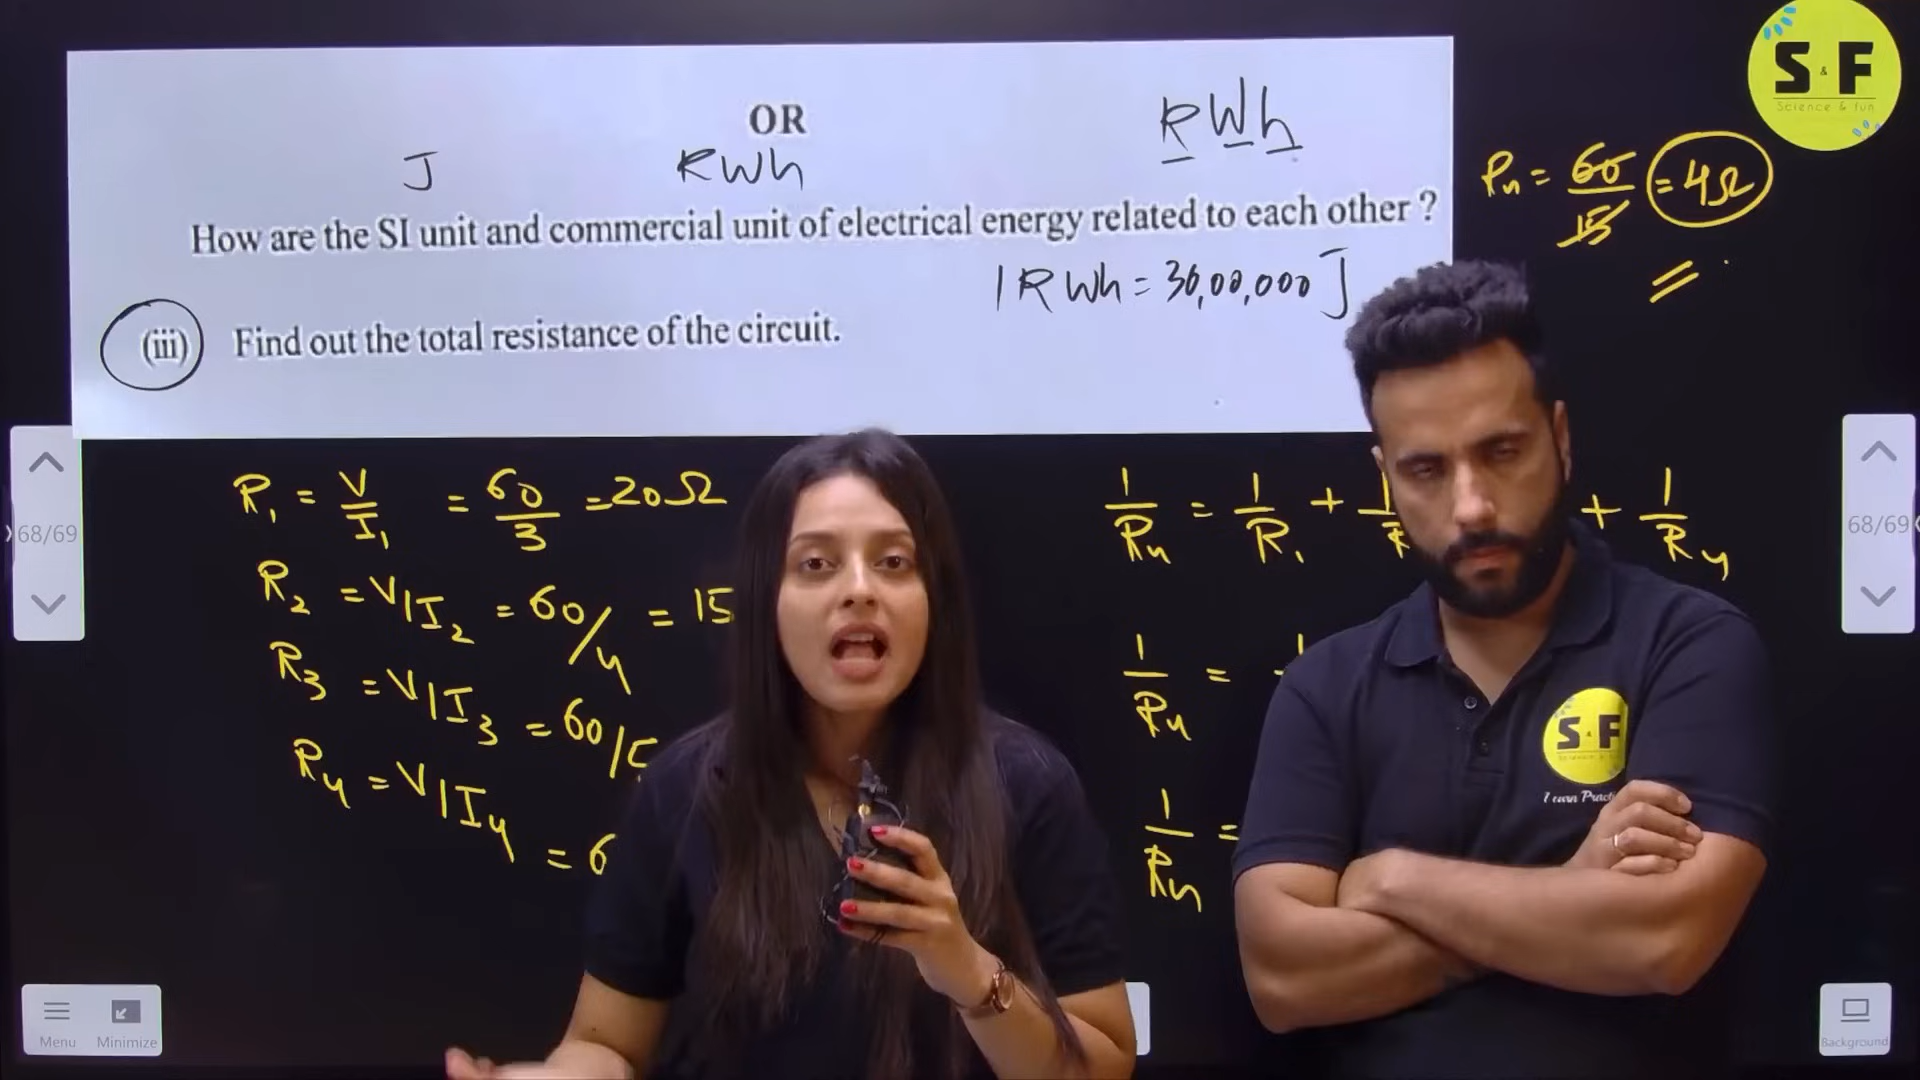 S & F
Science & fun
OR
RWh
J
RWh
How are the SI unit and commercial unit of electrical energy related to each other ?
1 RWh = 36,00,000 J
(iii) Find out the total resistance of the circuit.
Rn = 60/15 = 4Ω
R1 = V/I1 = 60/3 = 20 Ω
R2 = V/I2 = 60/4 = 15
R3 = V/I3 = 60/5
R4 = V/I4 = 6
1/Rn = 1/R1 + 1/R + 1/R4
1/Rn =
1/Rn =
68/69
68/69
S & F
Menu Minimize
Background